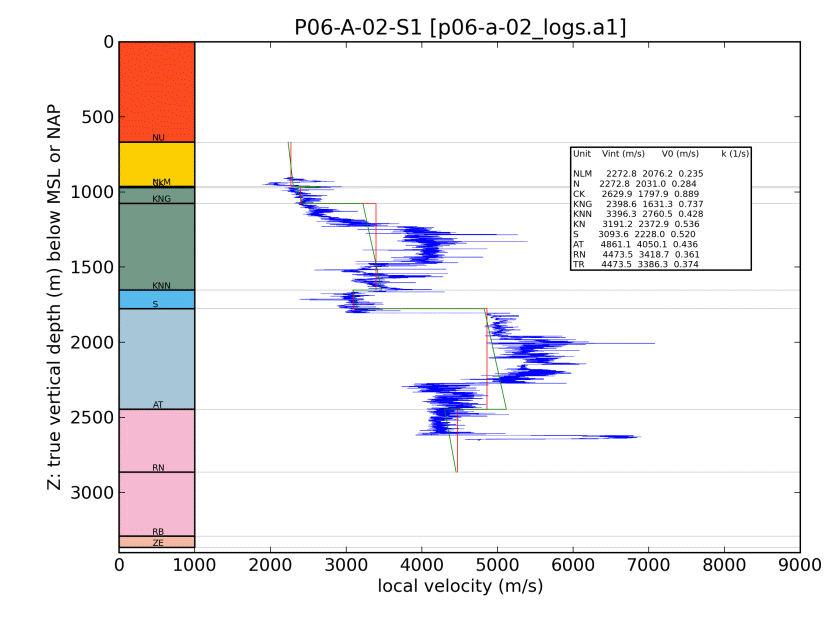 P06-A-02-S1 [p06-a-02_logs.a1]
Z: true vertical depth (m) below MSL or NAP
0
500
1000
1500
2000
2500
3000
NU
NLM
KNG
KNN
S
AT
RN
RB
ZE
Unit Vint (m/s) V0 (m/s) k (1/s)
NLM 2272.8 2076.2 0.235
N 2272.8 2031.0 0.284
CK 2629.9 1797.9 0.889
KNG 2398.6 1631.3 0.737
KNN 3396.3 2760.5 0.428
KN 3191.2 2372.9 0.536
S 3093.6 2228.0 0.520
AT 4861.1 4050.1 0.436
RN 4473.5 3418.7 0.361
TR 4473.5 3386.3 0.374
0 1000 2000 3000 4000 5000 6000 7000 8000 9000
local velocity (m/s)